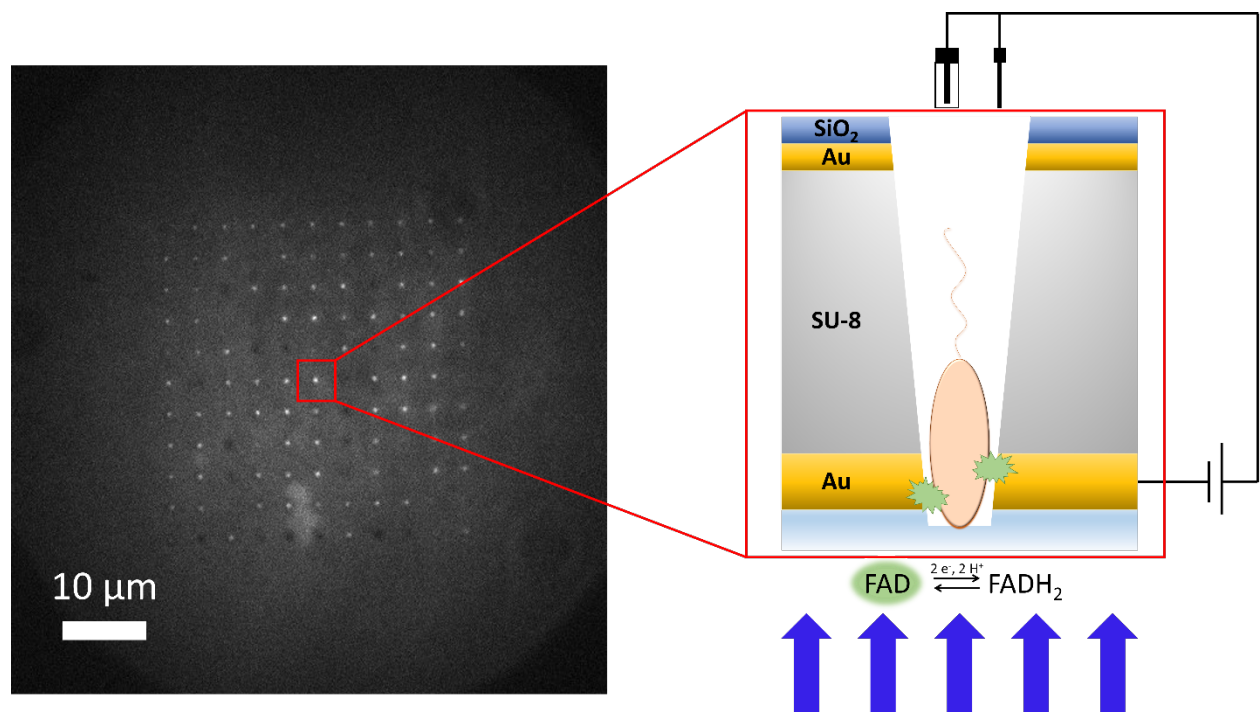 10 µm
SiO₂
Au
SU-8
Au
FAD 2 e⁻, 2 H⁺ FADH₂